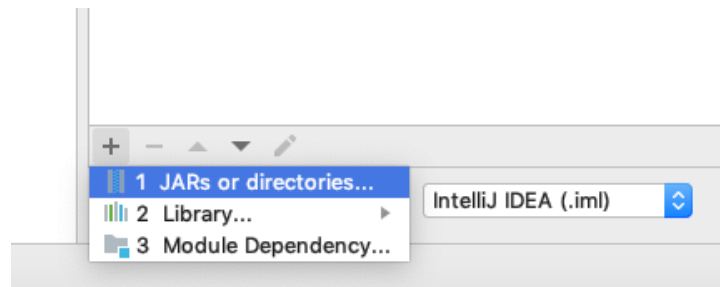 1 JARs or directories...
2 Library...
3 Module Dependency...
IntelliJ IDEA (.iml)